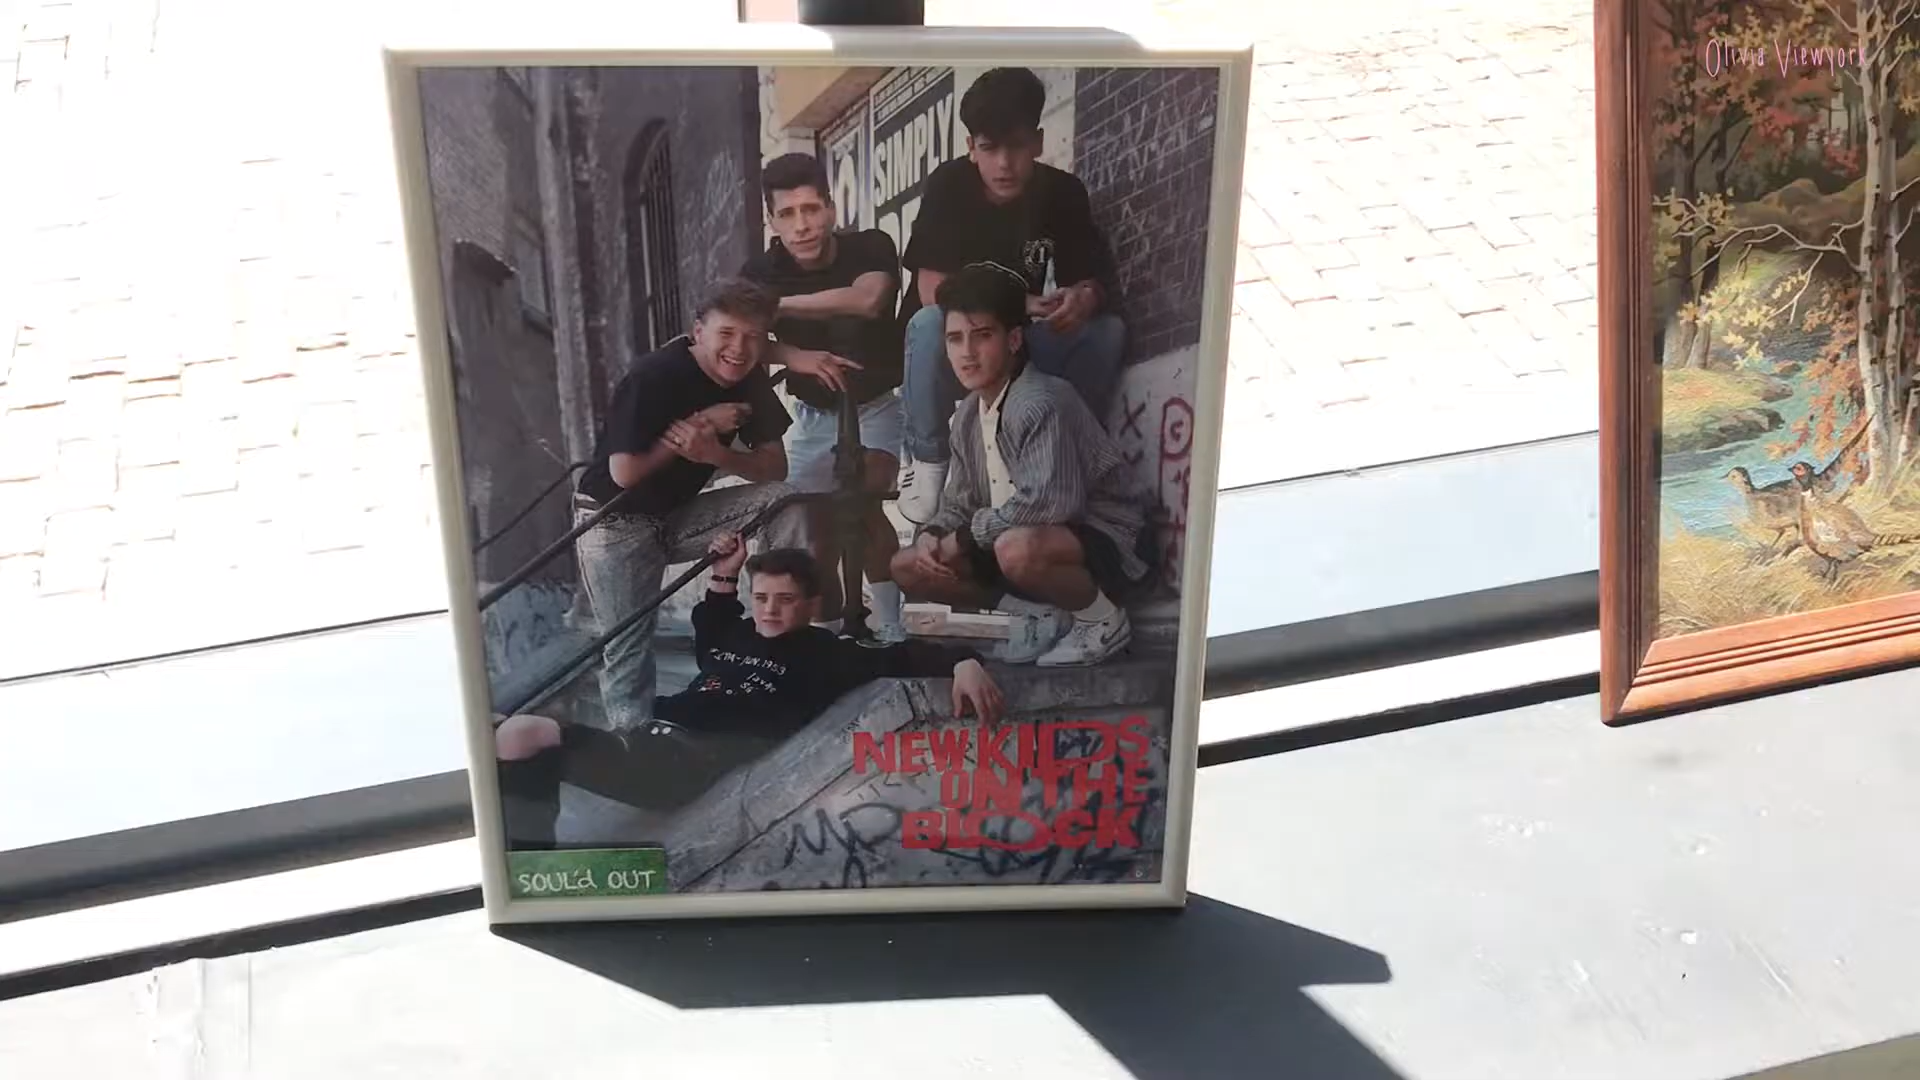 Olivia Viewyork
SIMPLY
NEW KIDS
ON THE
BLOCK
SOUL'd OUT